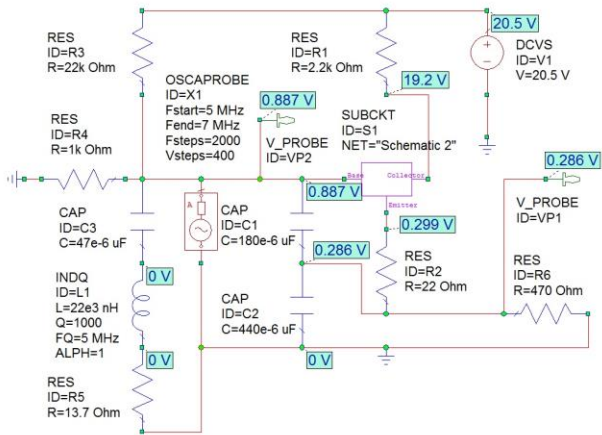 20.5 V
RES
ID=R3
R=22k Ohm
RES
ID=R1
R=2.2k Ohm
DCVS
ID=V1
V=20.5 V
OSCAPROBE
ID=X1
Fstart=5 MHz
Fend=7 MHz
Fsteps=2000
Vsteps=400
19.2 V
0.887 V
V_PROBE
ID=VP2
SUBCKT
ID=S1
NET="Schematic 2"
RES
ID=R4
R=1k Ohm
0.286 V
V_PROBE
ID=VP1
Base
Collector
Emitter
0.887 V
CAP
ID=C3
C=47e-6 uF
A
CAP
ID=C1
C=180e-6 uF
0.299 V
0.286 V
RES
ID=R2
R=22 Ohm
RES
ID=R6
R=470 Ohm
0 V
INDQ
ID=L1
L=22e3 nH
Q=1000
FQ=5 MHz
ALPH=1
CAP
ID=C2
C=440e-6 uF
0 V
0 V
RES
ID=R5
R=13.7 Ohm